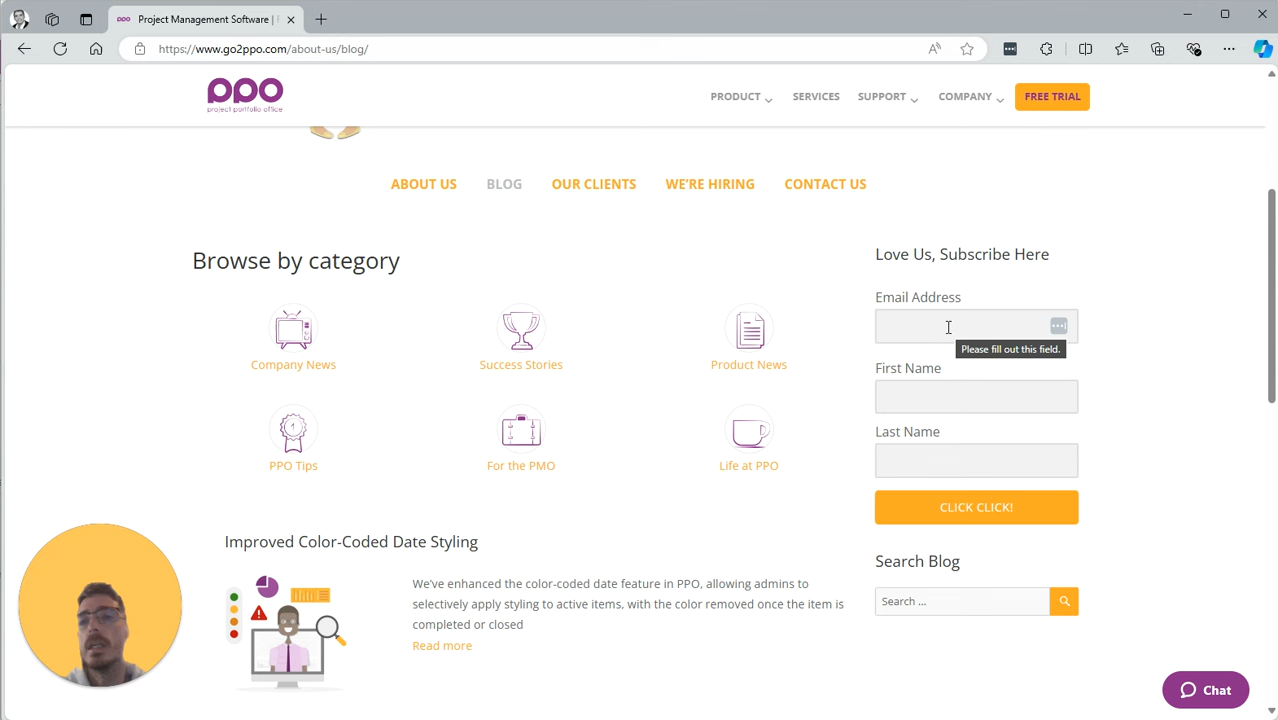 Project Management Software |
https://www.go2ppo.com/about-us/blog/
ppo
project portfolio office
PRODUCT
SERVICES
SUPPORT
COMPANY
FREE TRIAL
ABOUT US
BLOG
OUR CLIENTS
WE'RE HIRING
CONTACT US
Browse by category
Company News
Success Stories
Product News
PPO Tips
For the PMO
Life at PPO
Love Us, Subscribe Here
Email Address
Please fill out this field.
First Name
Last Name
CLICK CLICK!
Search Blog
Search ...
Improved Color-Coded Date Styling
We've enhanced the color-coded date feature in PPO, allowing admins to
selectively apply styling to active items, with the color removed once the item is
completed or closed
Read more
Chat